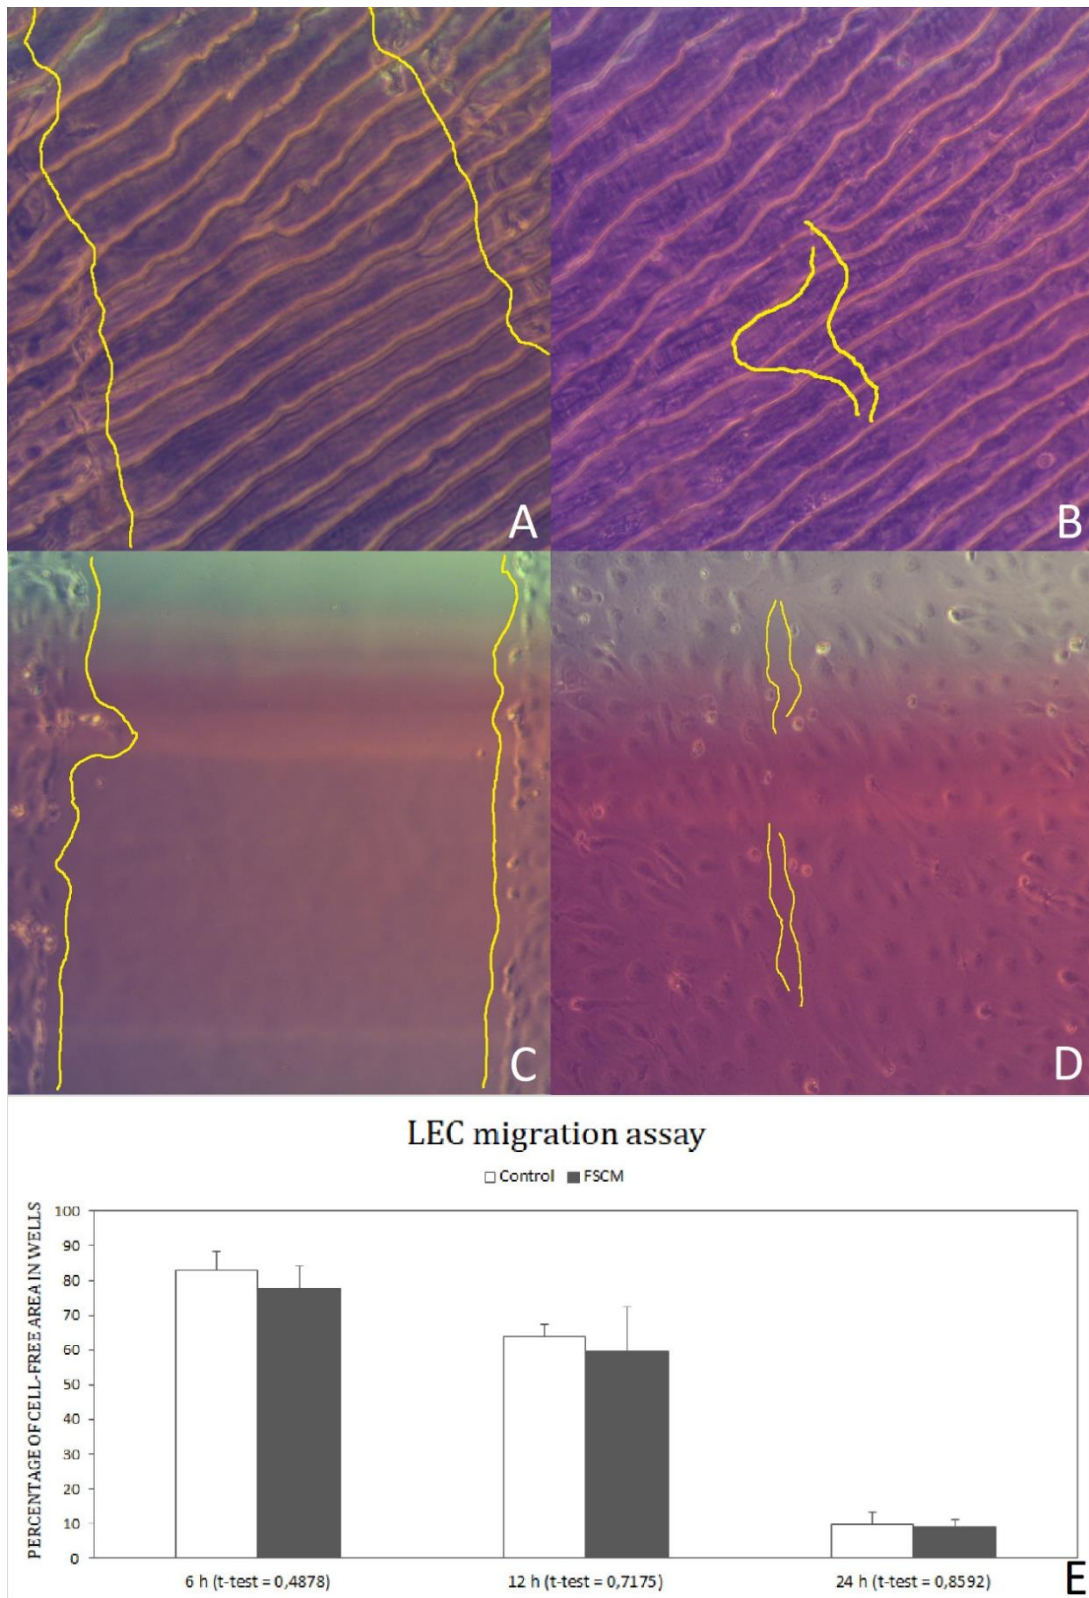 A
B
C
D
LEC migration assay
Control FSCM
PERCENTAGE OF CELL-FREE AREA IN WELLS
100
90
80
70
60
50
40
30
20
10
0
6 h (t-test = 0,4878) 12 h (t-test = 0,7175) 24 h (t-test = 0,8592)
E